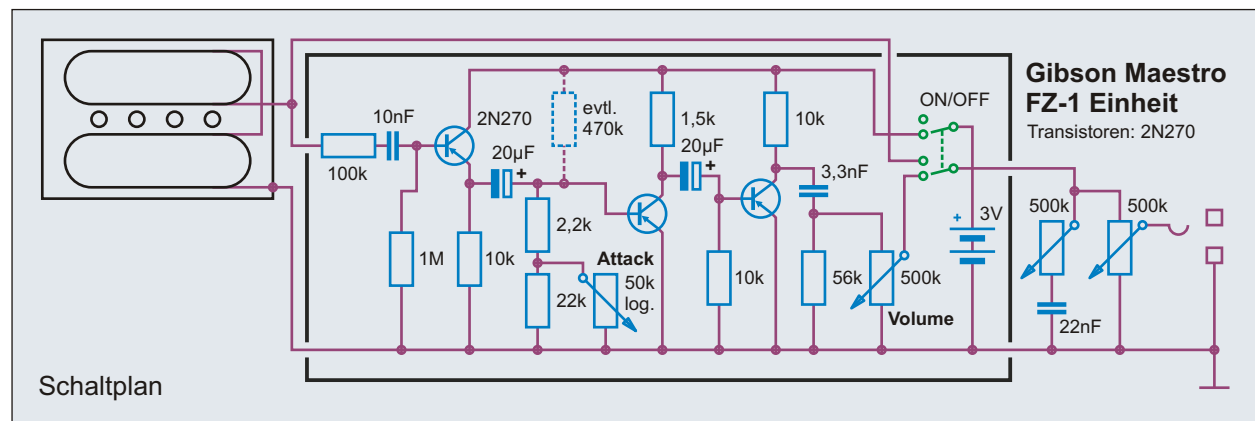 Gibson Maestro
FZ-1 Einheit
Transistoren: 2N270
ON/OFF
evtl.
470k
10nF
2N270
1,5k
10k
20µF
+
20µF
+
3,3nF
100k
2,2k
1M
10k
Attack
50k
log.
22k
10k
56k
500k
Volume
+
3V
500k
500k
22nF
Schaltplan